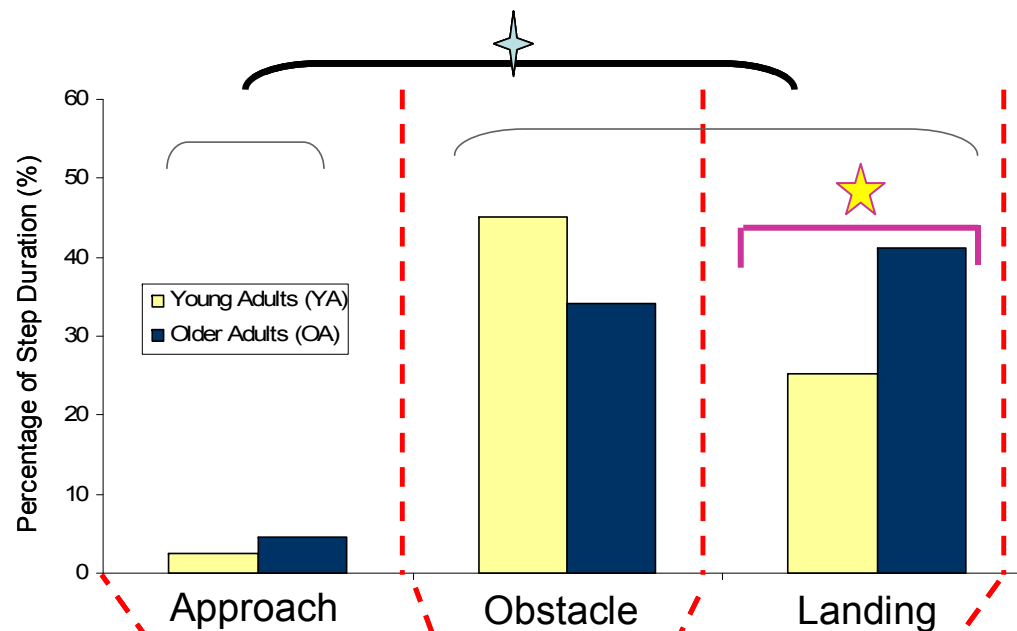 60
50
40
30
20
10
0
Percentage of Step Duration (%)
Young Adults (YA)
Older Adults (OA)
Approach
Obstacle
Landing